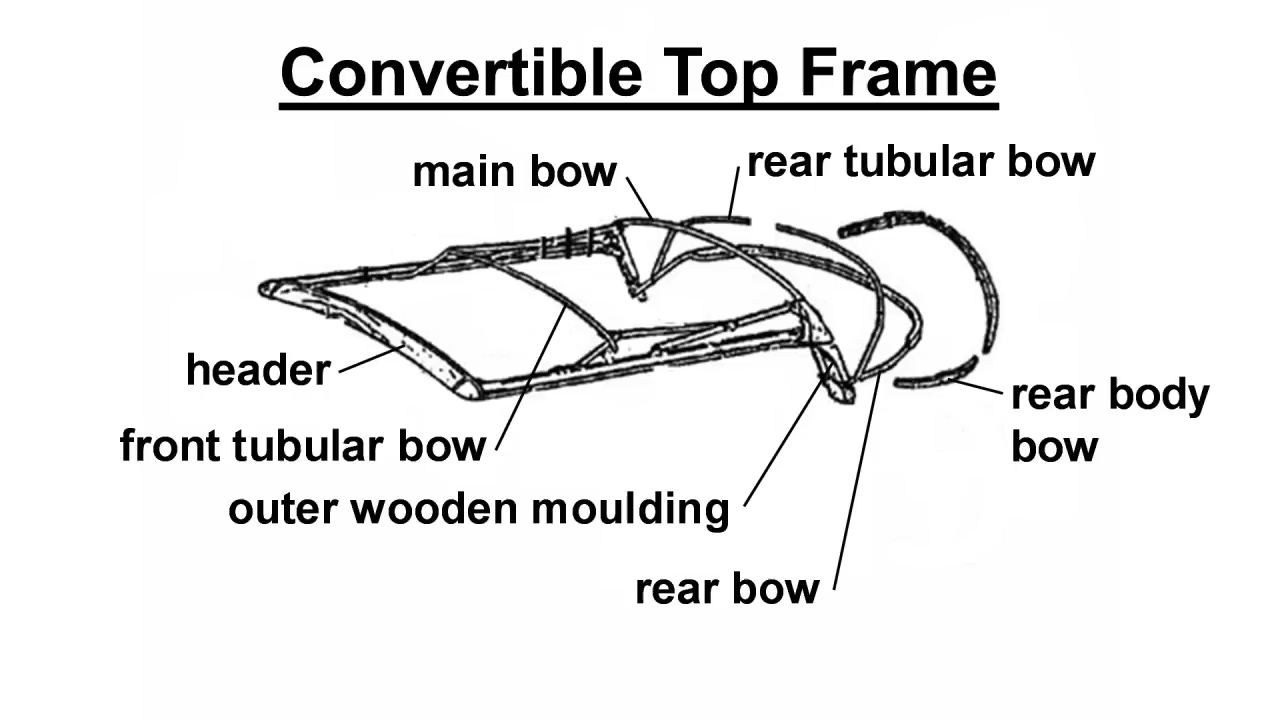 Convertible Top Frame
main bow
rear tubular bow
header
front tubular bow
outer wooden moulding
rear body
bow
rear bow